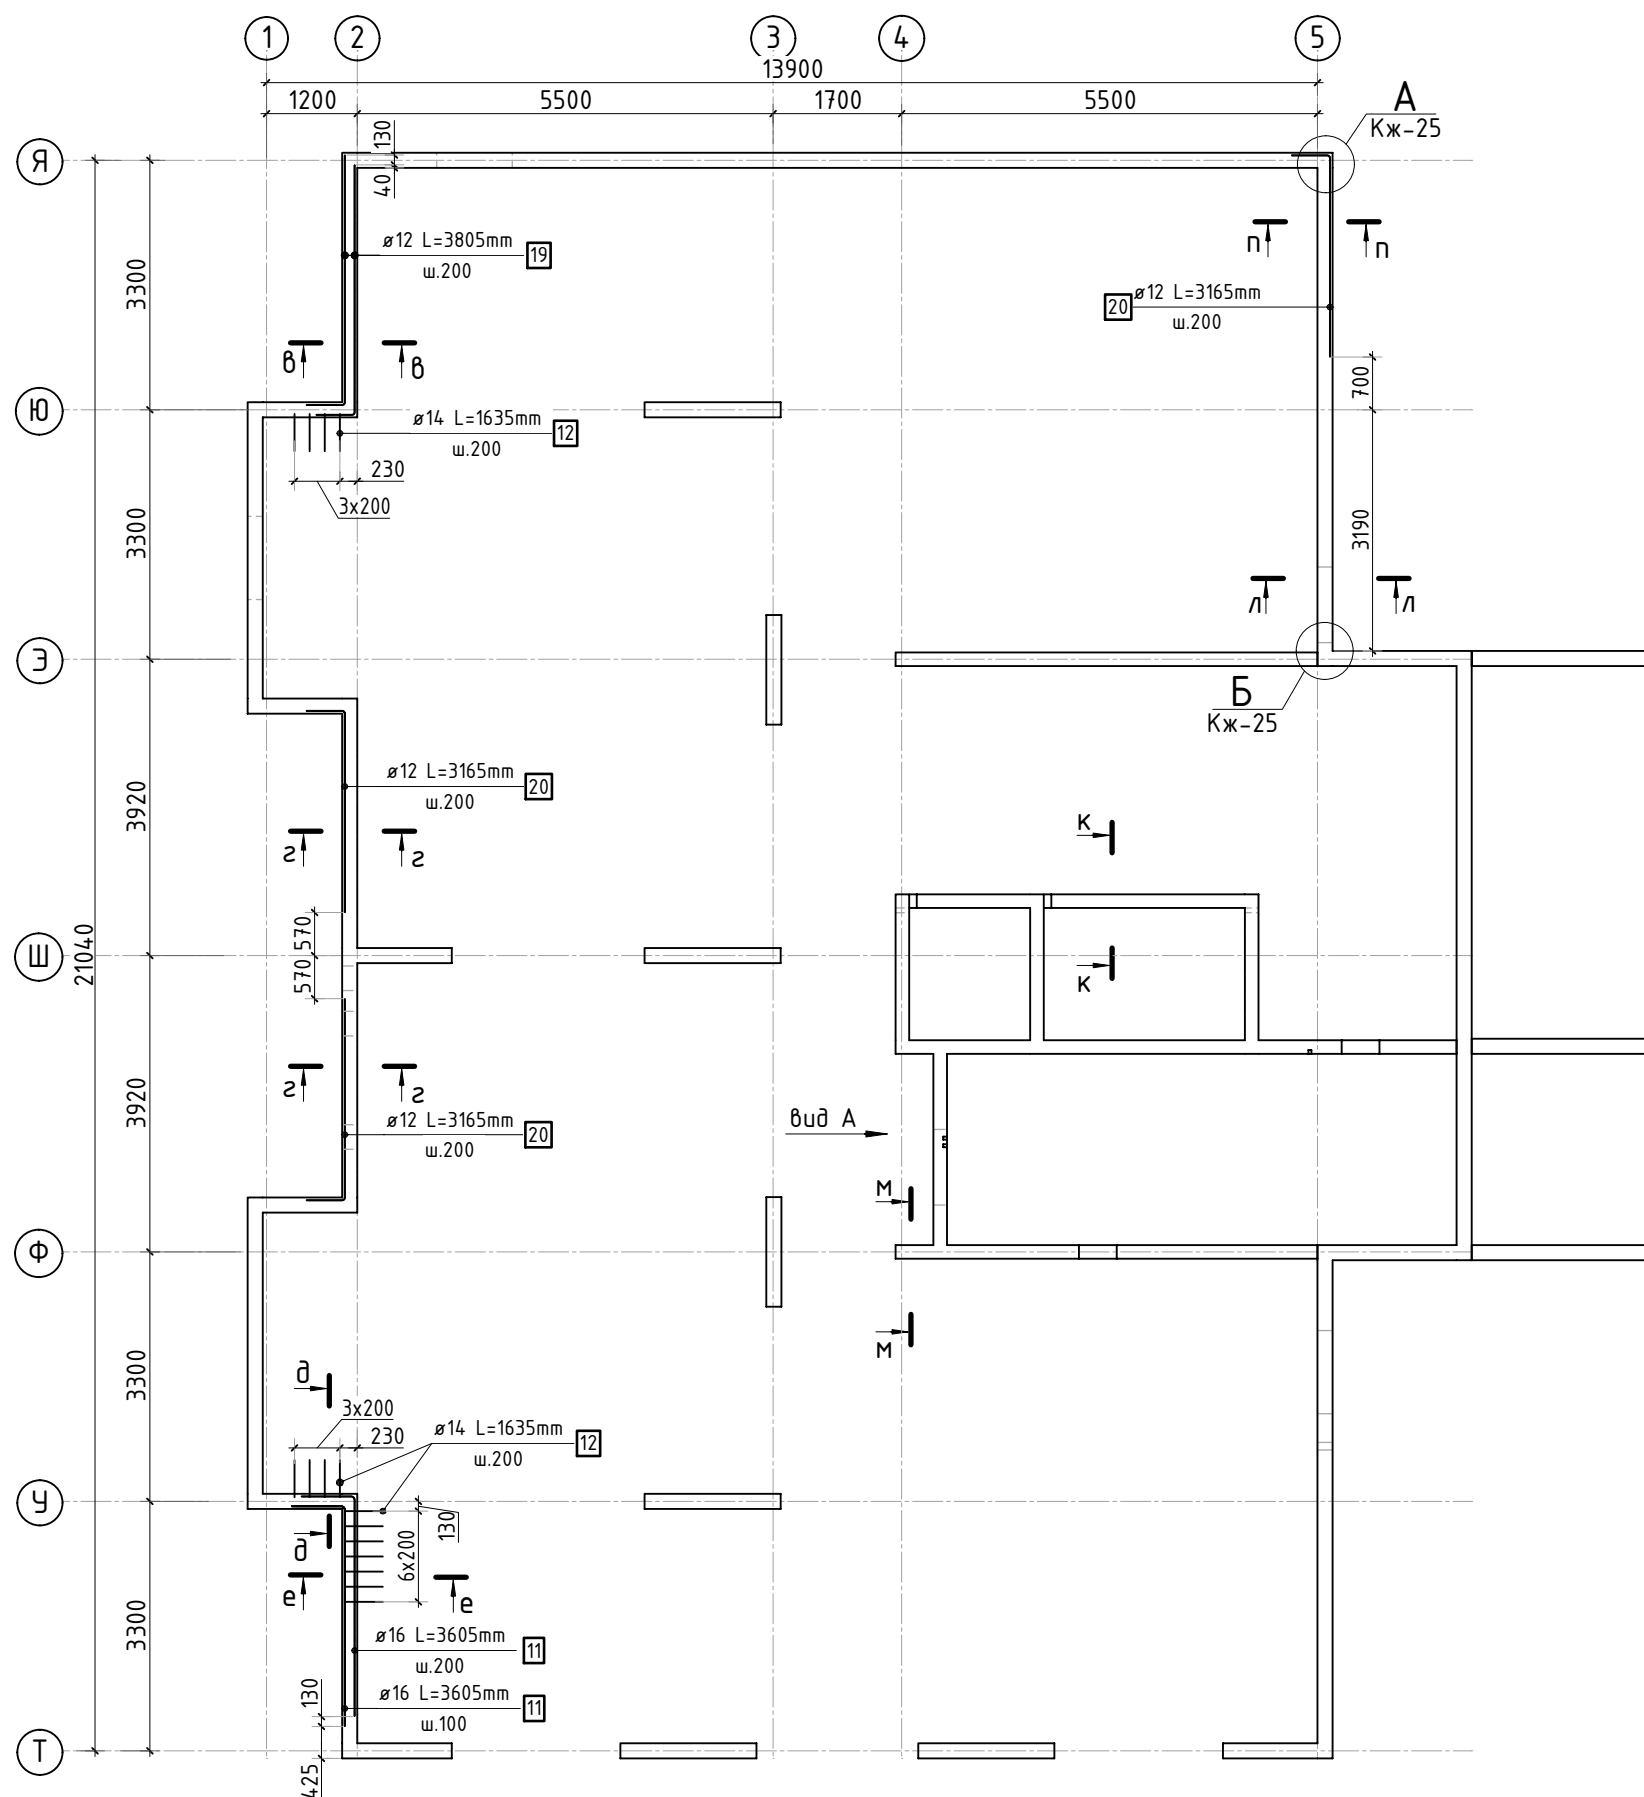 1 2 3 4 5
13900
1200 5500 1700 5500
А
Кж-25
Я
130
40
ø12 L=3805mm
ш.200
19
п п
20
ø12 L=3165mm
ш.200
3300
в в
700
Ю
ø14 L=1635mm
ш.200
12
230
3х200
3300
3190
л л
Э
Б
Кж-25
ø12 L=3165mm
ш.200
20
3920
к
г г
570
21040
Ш
570
к
г г
3920
ø12 L=3165mm
ш.200
20
вид А
м
Ф
м
д
3300
3х200
230
ø14 L=1635mm
ш.200
12
У
130
д
6х200
е е
3300
ø16 L=3605mm
ш.200
11
130
ø16 L=3605mm
ш.100
11
Т
425